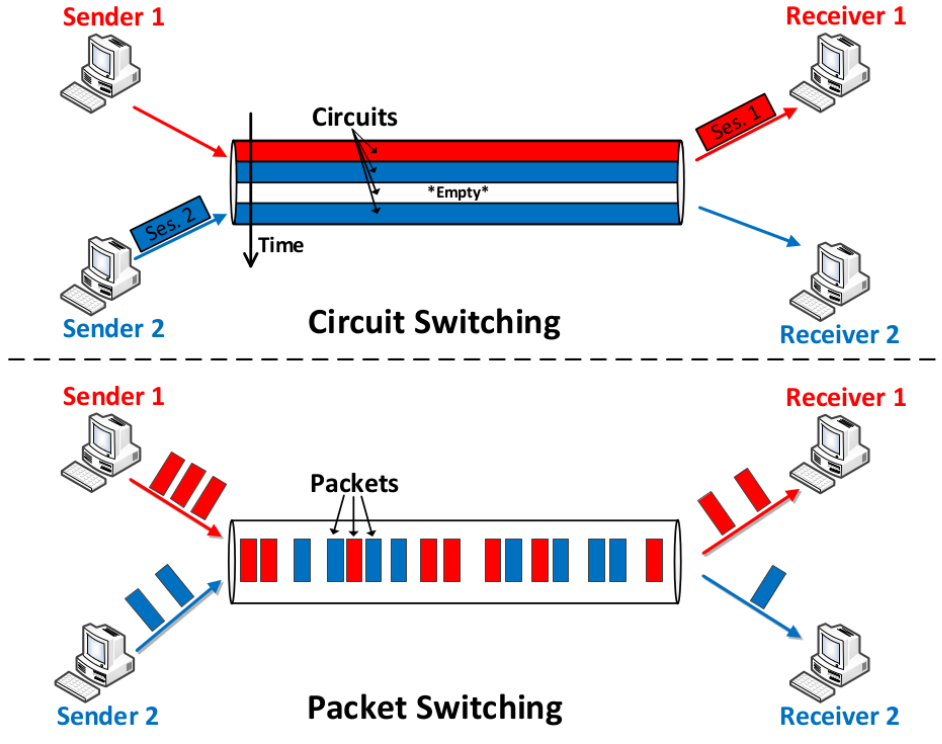 Sender 1
Receiver 1
Circuits
Ses. 1
*Empty*
Ses. 2
Time
Sender 2
Circuit Switching
Receiver 2
Sender 1
Receiver 1
Packets
Sender 2
Packet Switching
Receiver 2